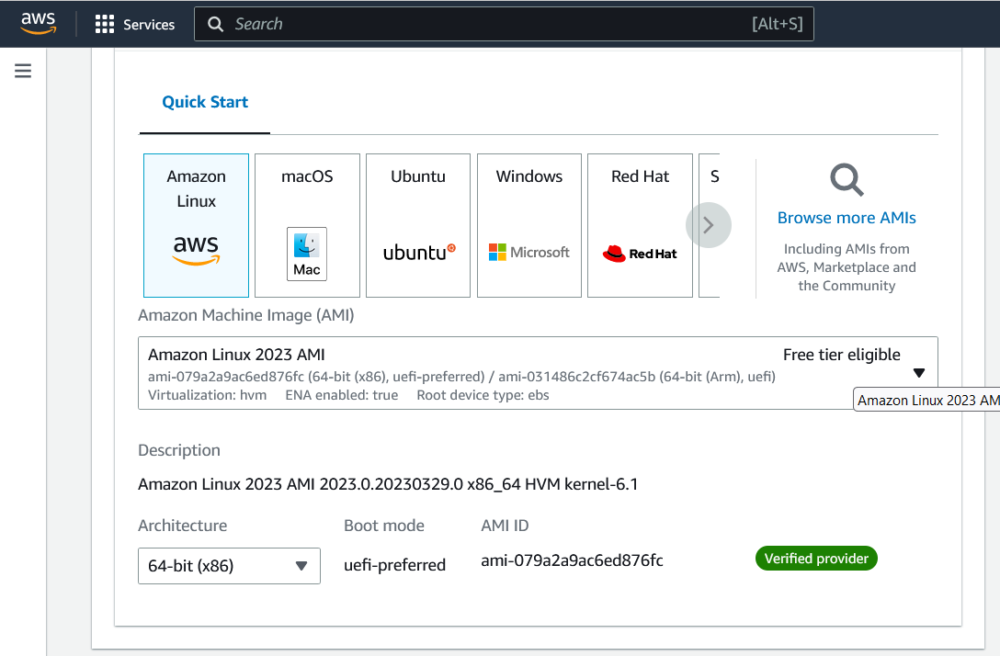 aws
Services
Search
[Alt+S]
Quick Start
Amazon
Linux
aws
macOS
Mac
Ubuntu
ubuntu
Windows
Microsoft
Red Hat
Red Hat
S
Browse more AMIs
Including AMIs from
AWS, Marketplace and
the Community
Amazon Machine Image (AMI)
Amazon Linux 2023 AMI
Free tier eligible
ami-079a2a9ac6ed876fc (64-bit (x86), uefi-preferred) / ami-031486c2cf674ac5b (64-bit (Arm), uefi)
Virtualization: hvm ENA enabled: true Root device type: ebs
Amazon Linux 2023 AM
Description
Amazon Linux 2023 AMI 2023.0.20230329.0 x86_64 HVM kernel-6.1
Architecture
Boot mode
AMI ID
64-bit (x86)
uefi-preferred
ami-079a2a9ac6ed876fc
Verified provider